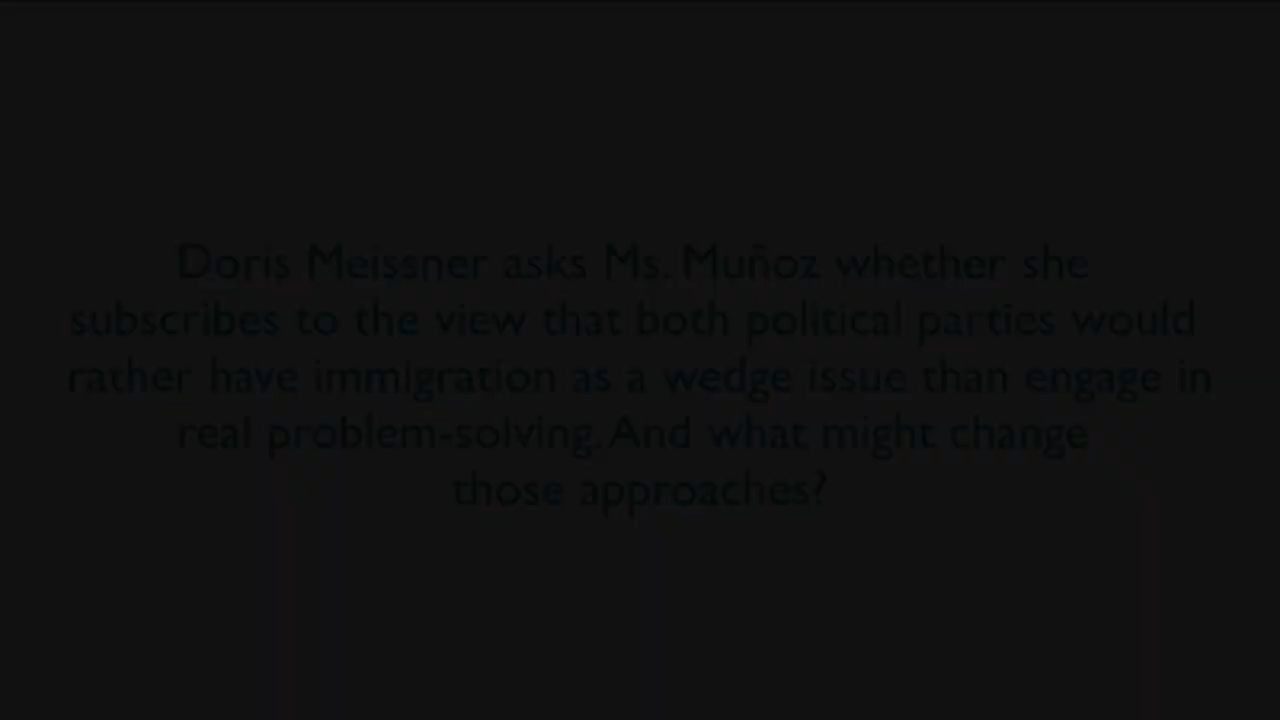 Doris Meissner asks Ms. Muñoz whether she
subscribes to the view that both political parties would
rather have immigration as a wedge issue than engage in
real problem-solving. And what might change
those approaches?